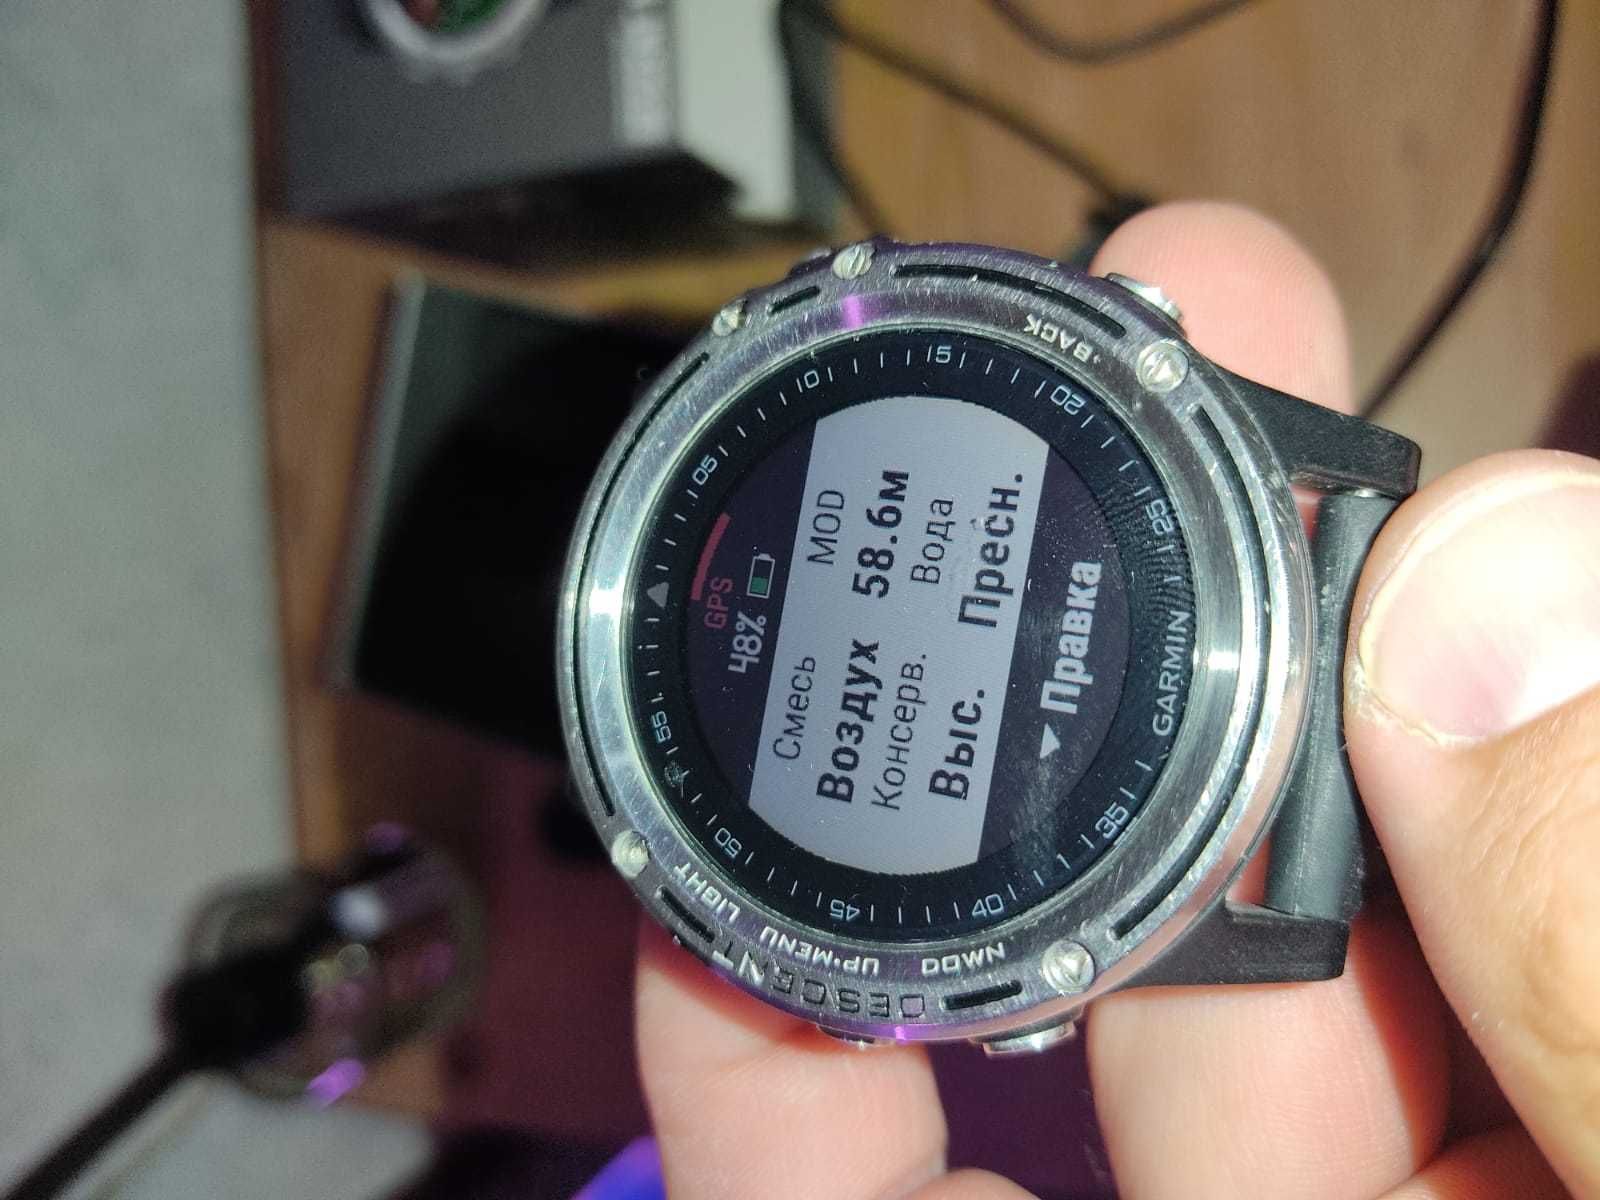 GPS
48%
Смесь MOD
Воздух 58.6м
Консерв. Вода
Выс. Пресн.
Правка
GARMIN
BACK
LIGHT
UP·MENU
DOWN
DESCENT
05
10
15
20
25
35
40
45
50
55